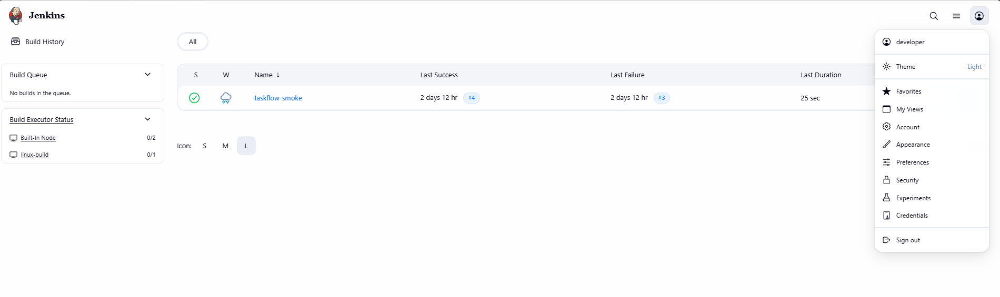 Jenkins
Build History
All
Build Queue
No builds in the queue.
Build Executor Status
Built-In Node 0/2
linux-build 0/1
S W Name ↓ Last Success Last Failure Last Duration
taskflow-smoke 2 days 12 hr #4 2 days 12 hr #3 25 sec
Icon: S M L
developer
Theme Light
Favorites
My Views
Account
Appearance
Preferences
Security
Experiments
Credentials
Sign out